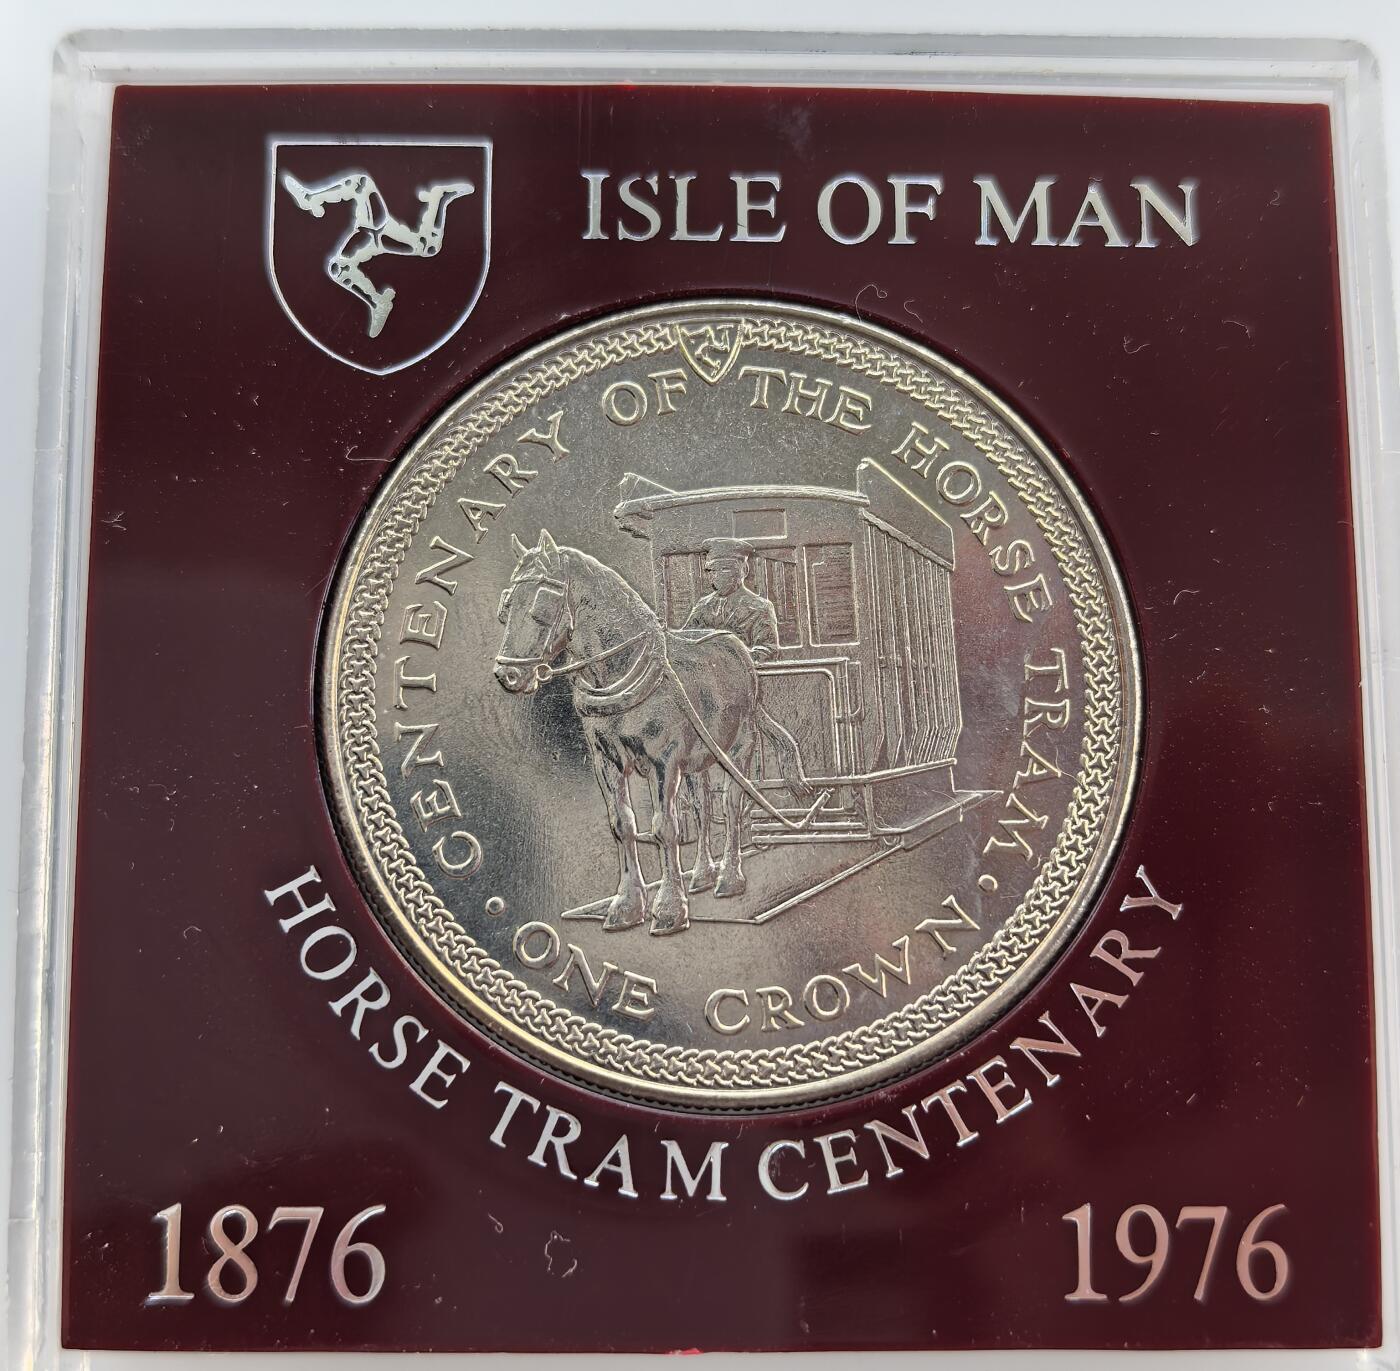 ISLE OF MAN
CENTENARY OF THE HORSE TRAM
· ONE CROWN ·
HORSE TRAM CENTENARY
1876
1976